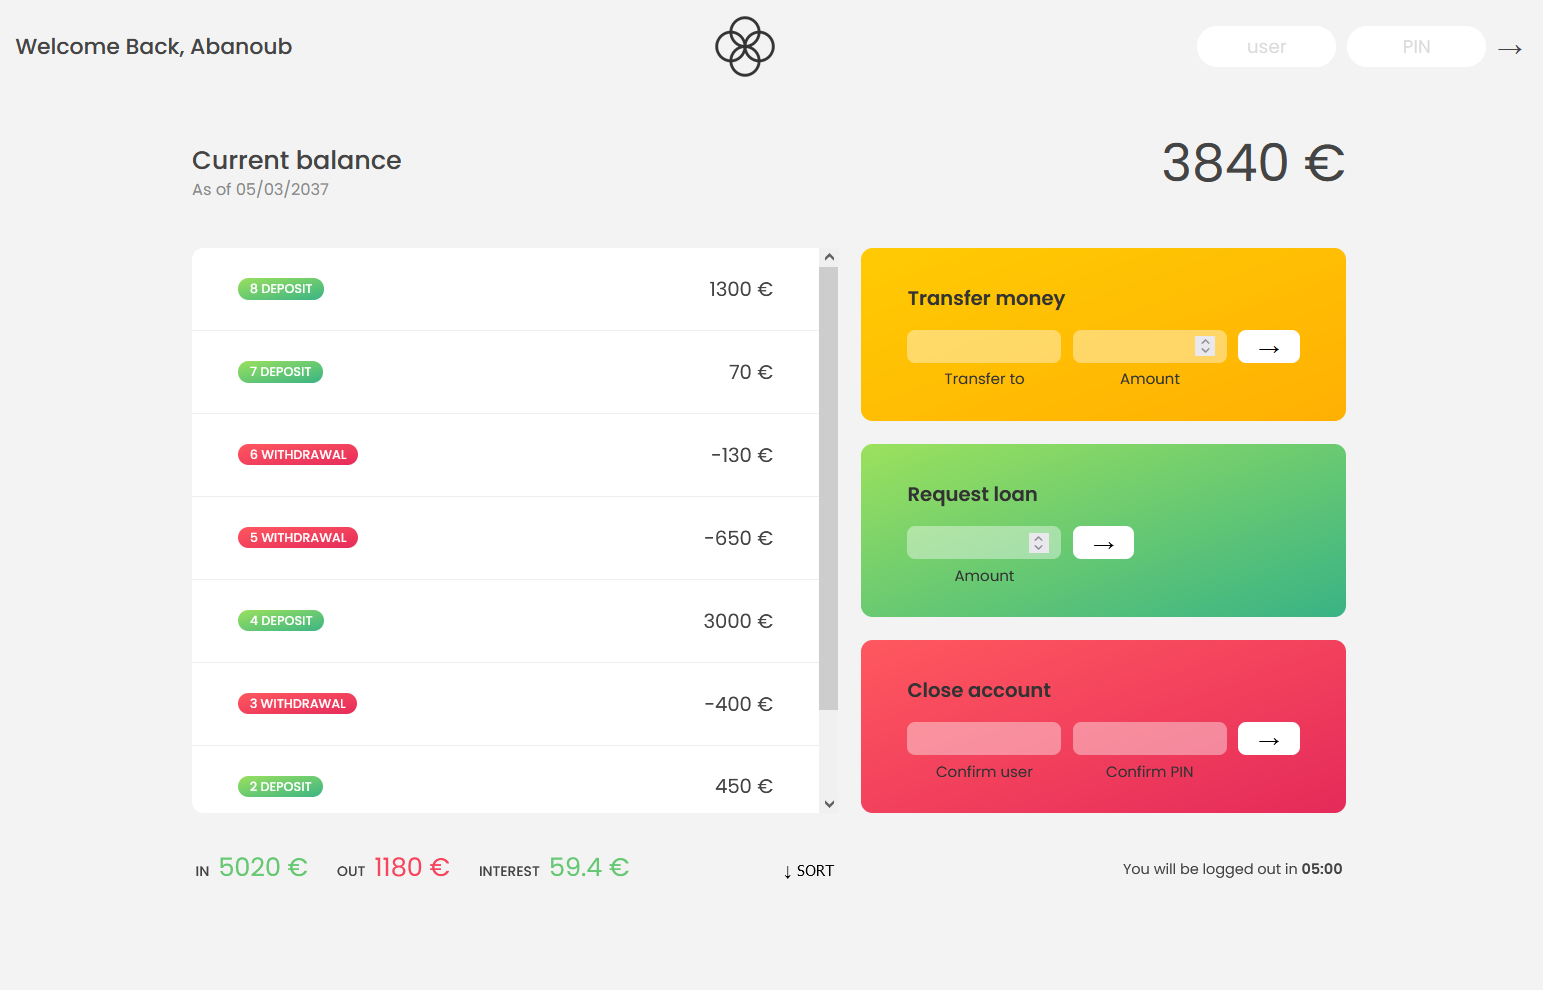 Welcome Back, Abanoub
user
PIN
→
Current balance
As of 05/03/2037
3840 €
8 DEPOSIT
1300 €
7 DEPOSIT
70 €
6 WITHDRAWAL
-130 €
5 WITHDRAWAL
-650 €
4 DEPOSIT
3000 €
3 WITHDRAWAL
-400 €
2 DEPOSIT
450 €
Transfer money
→
Transfer to
Amount
Request loan
→
Amount
Close account
→
Confirm user
Confirm PIN
IN 5020 €
OUT 1180 €
INTEREST 59.4 €
↓ SORT
You will be logged out in 05:00